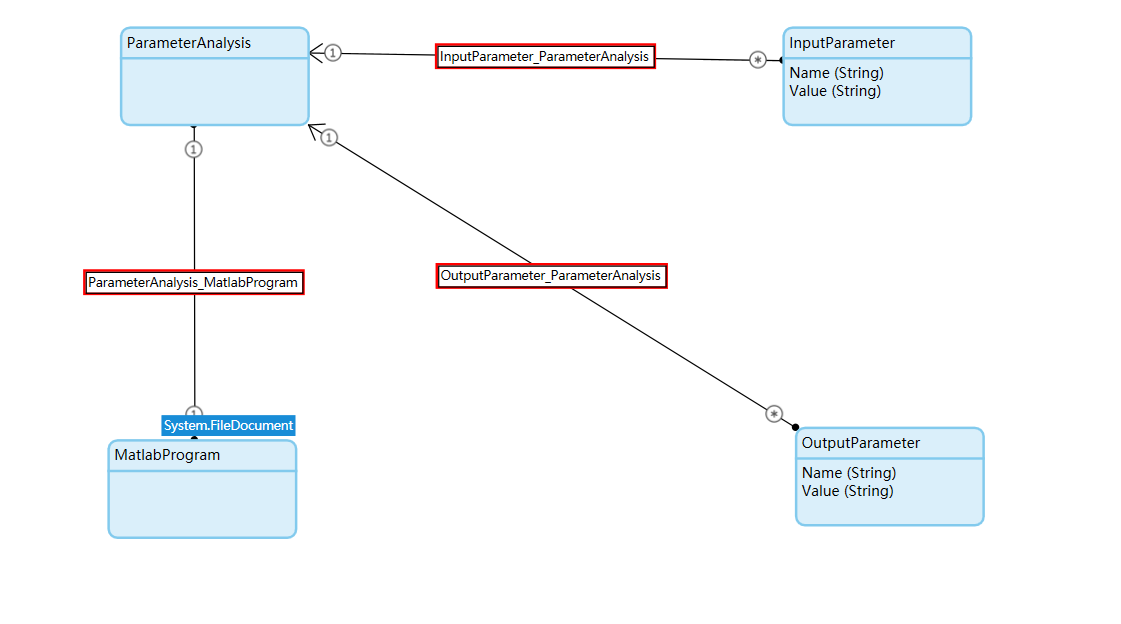 ParameterAnalysis
1
InputParameter_ParameterAnalysis
*
InputParameter
Name (String)
Value (String)
1
1
ParameterAnalysis_MatlabProgram
OutputParameter_ParameterAnalysis
1
System.FileDocument
MatlabProgram
*
OutputParameter
Name (String)
Value (String)